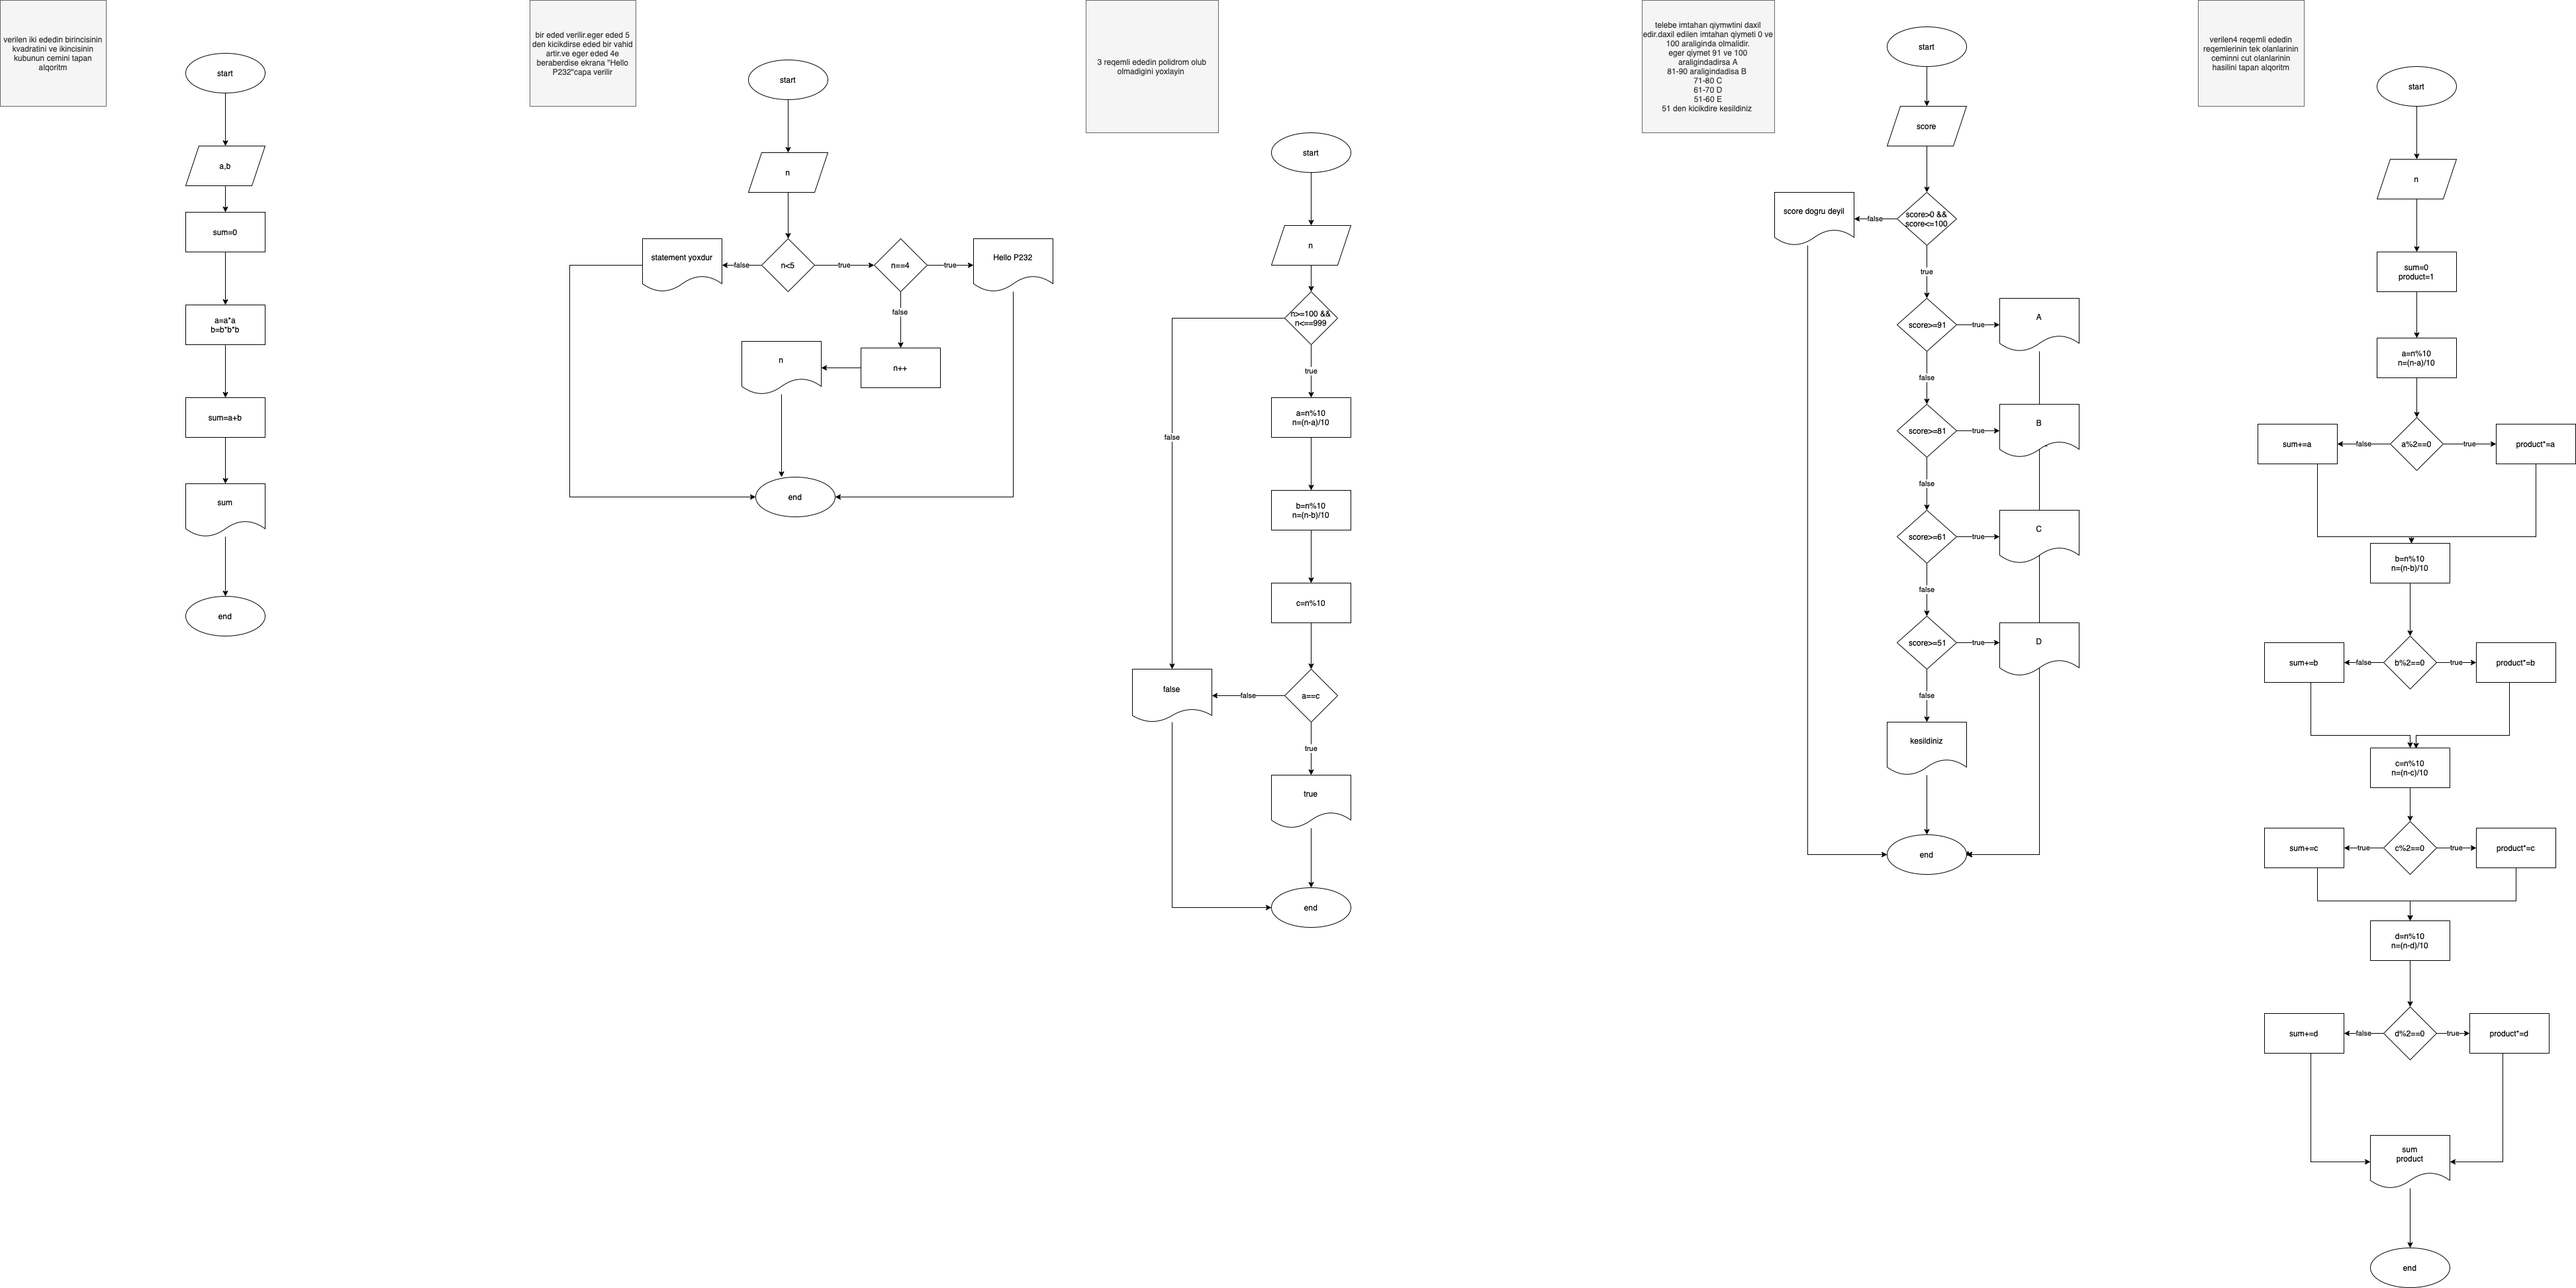 verilen iki ededin birincisinin
kvadratini ve ikincisinin
kubunun cemini tapan
alqoritm
start
a,b
sum=0
a=a*a
b=b*b*b
sum=a+b
sum
end
bir eded verilir.eger eded 5
den kicikdirse eded bir vahid
artir.ve eger eded 4e
beraberdise ekrana "Hello
P232"capa verilir
start
n
statement yoxdur
false
n<5
true
n==4
true
Hello P232
false
n
n++
end
3 reqemli ededin polidrom olub
olmadigini yoxlayin
start
n
n>=100 &&
n<==999
true
a=n%10
n=(n-a)/10
false
b=n%10
n=(n-b)/10
c=n%10
false
false
a==c
true
true
end
telebe imtahan qiymwtini daxil
edir.daxil edilen imtahan qiymeti 0 ve
100 araliginda olmalidir.
eger qiymet 91 ve 100
araligindadirsa A
81-90 araligindadisa B
71-80 C
61-70 D
51-60 E
51 den kicikdire kesildiniz
start
score
score dogru deyil
false
score>0 &&
score<=100
true
score>=91
true
A
false
score>=81
true
B
false
score>=61
true
C
false
score>=51
true
D
false
kesildiniz
end
verilen4 reqemli ededin
reqemlerinin tek olanlarinin
ceminni cut olanlarinin
hasilini tapan alqoritm
start
n
sum=0
product=1
a=n%10
n=(n-a)/10
sum+=a
false
a%2==0
true
product*=a
b=n%10
n=(n-b)/10
sum+=b
false
b%2==0
true
product*=b
c=n%10
n=(n-c)/10
sum+=c
true
c%2==0
true
product*=c
d=n%10
n=(n-d)/10
sum+=d
false
d%2==0
true
product*=d
sum
product
end